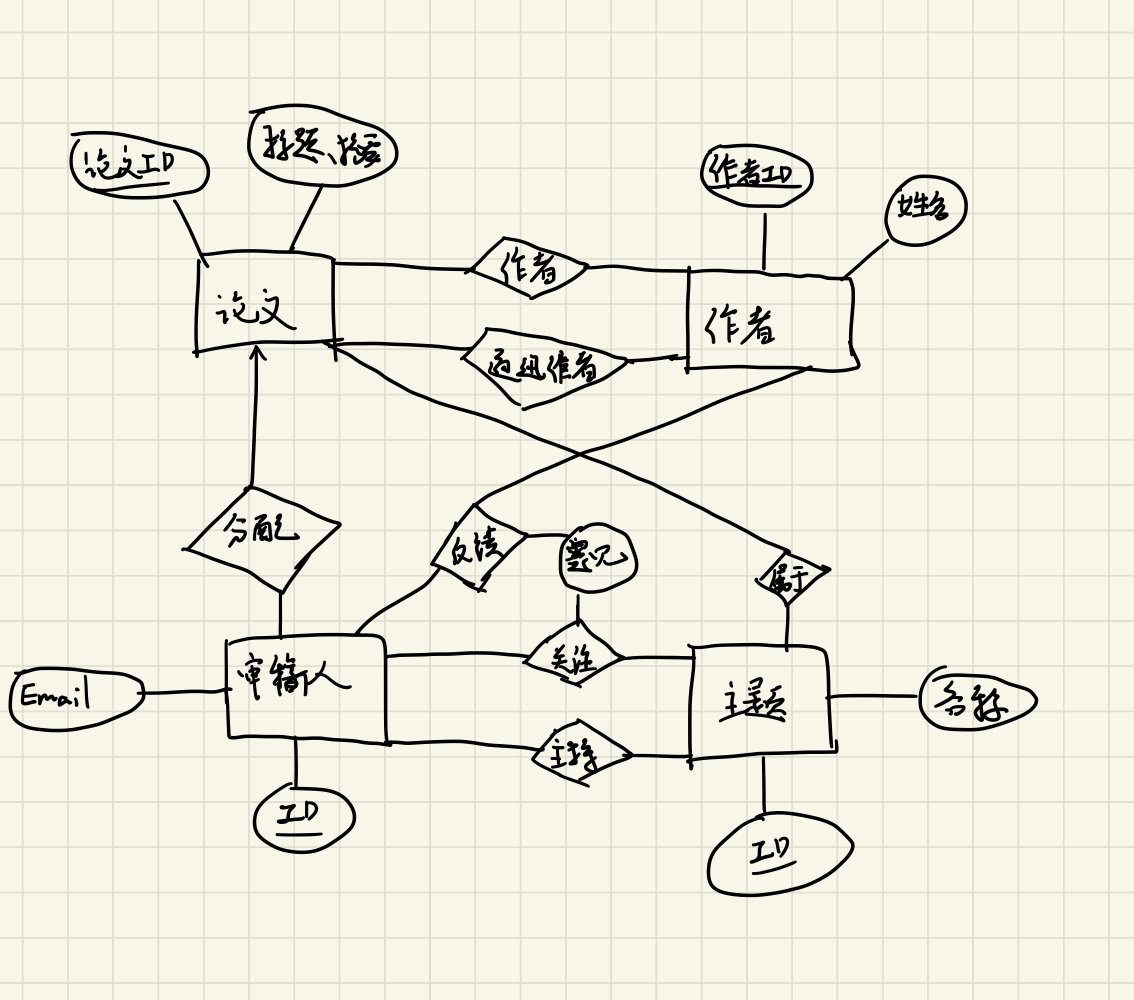 论文ID
标题、摘要
作者ID
姓名
论文
作者
作者
通讯作者
分配
反馈
意见
属于
审稿人
关注
主题
Email
名称
主持
ID
ID